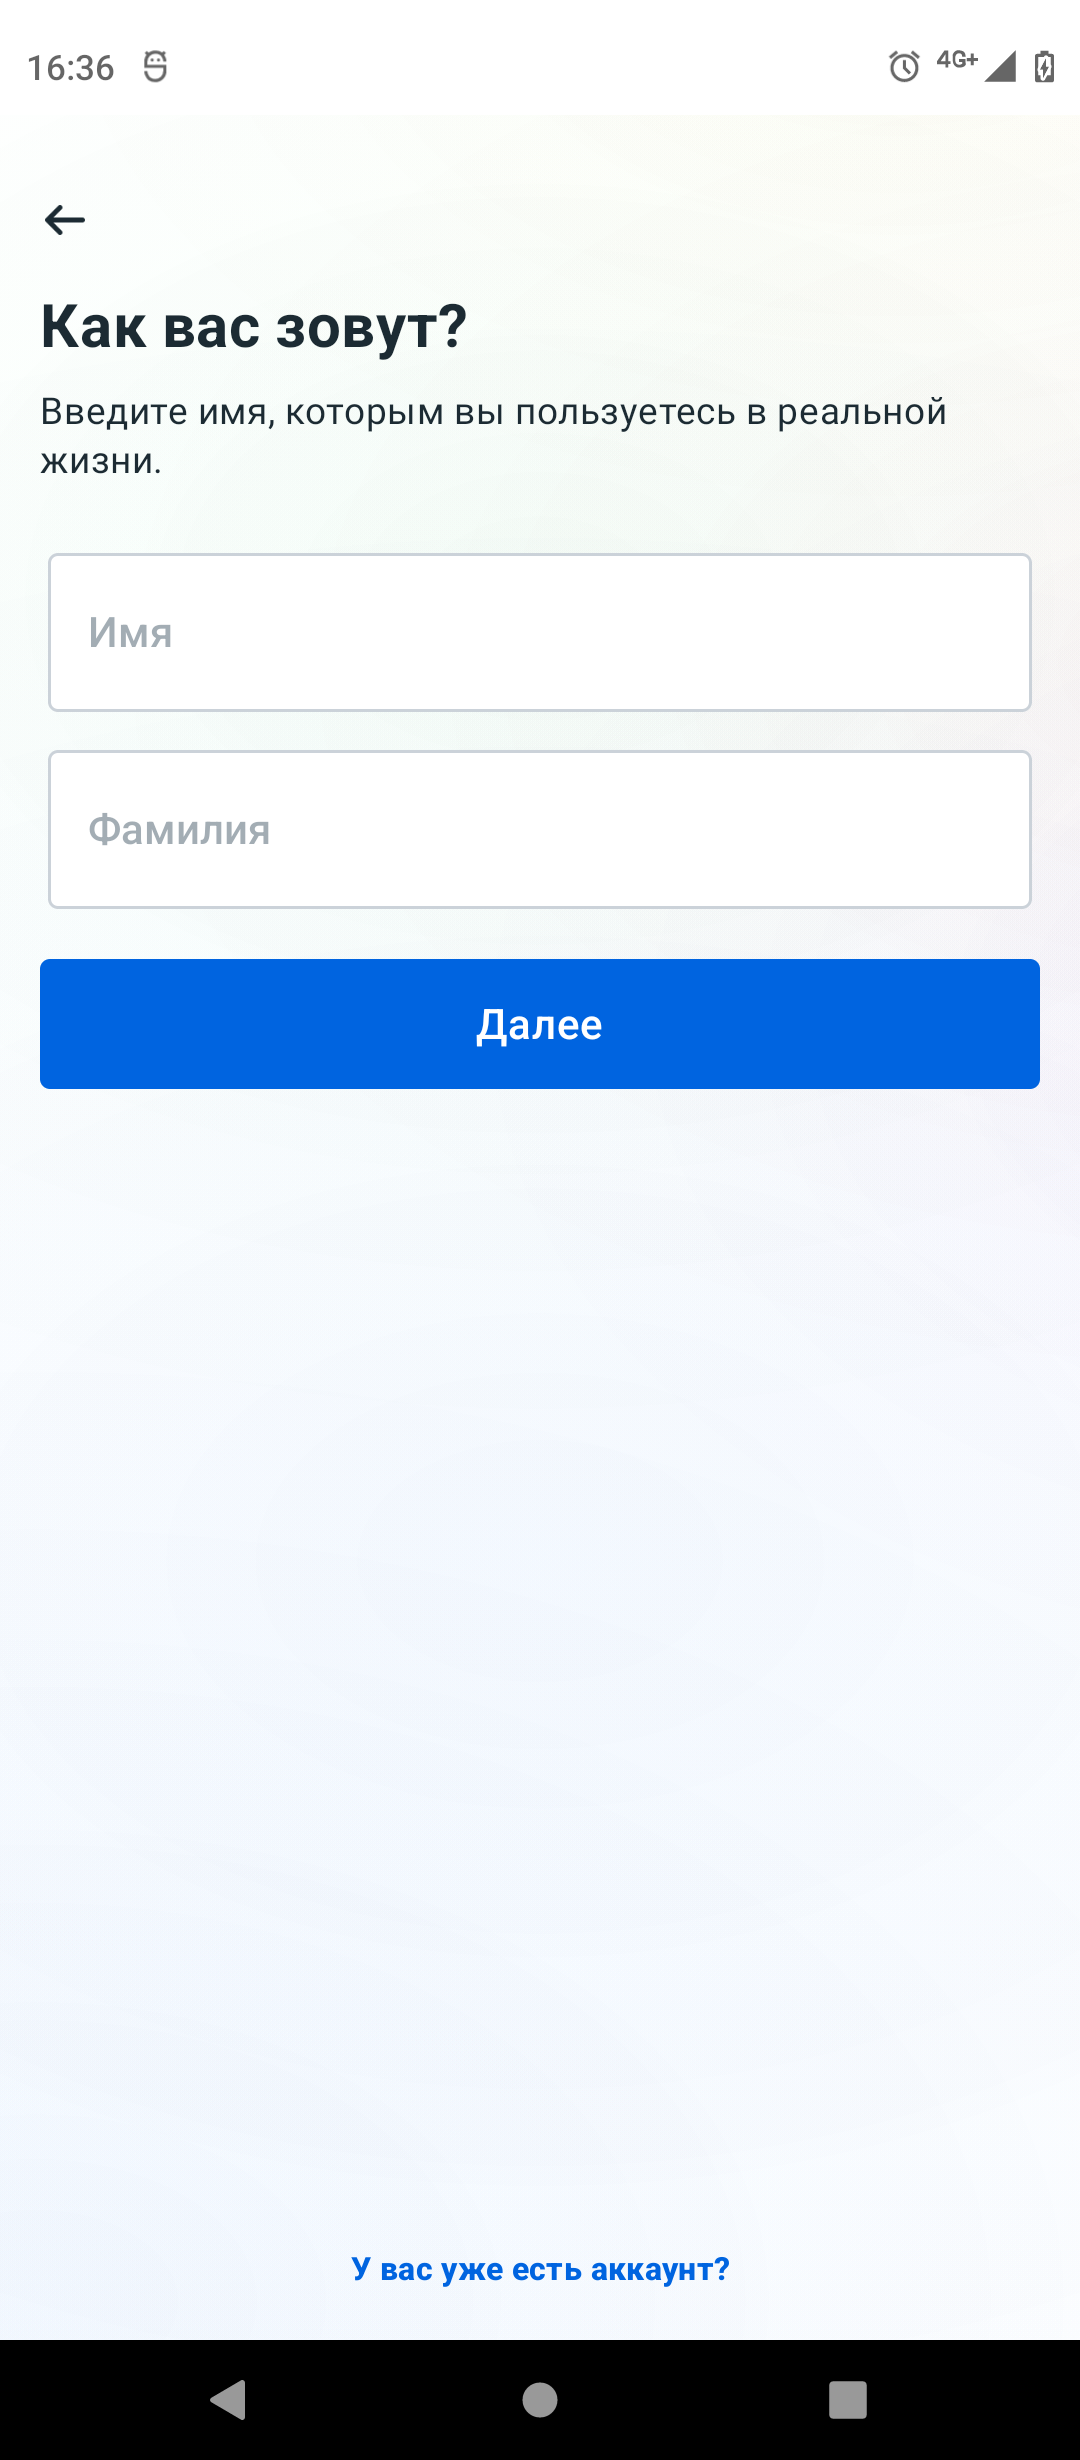 16:36
4G+
Как вас зовут?
Введите имя, которым вы пользуетесь в реальной
жизни.
Имя
Фамилия
Далее
У вас уже есть аккаунт?